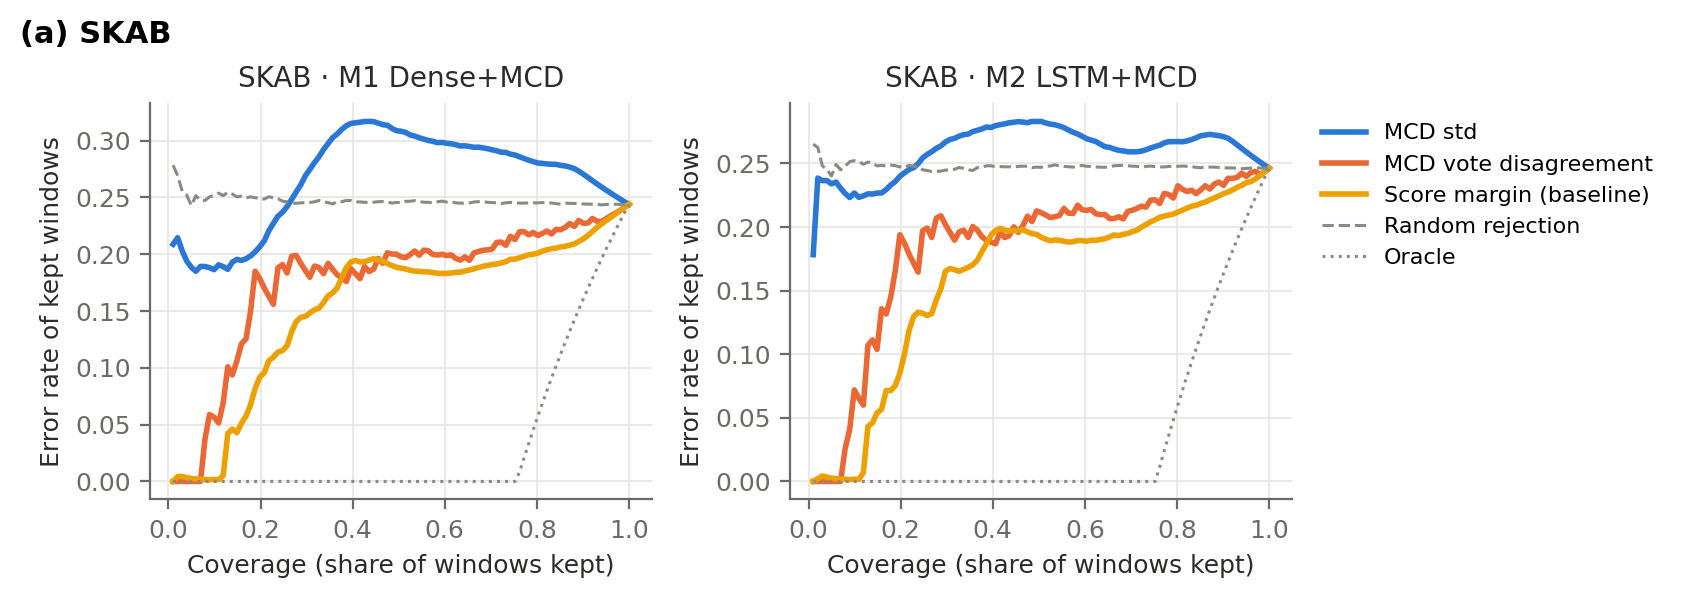 (a) SKAB
SKAB · M1 Dense+MCD
Error rate of kept windows
0.30
0.25
0.20
0.15
0.10
0.05
0.00
0.0 0.2 0.4 0.6 0.8 1.0
Coverage (share of windows kept)
SKAB · M2 LSTM+MCD
Error rate of kept windows
0.25
0.20
0.15
0.10
0.05
0.00
0.0 0.2 0.4 0.6 0.8 1.0
Coverage (share of windows kept)
MCD std
MCD vote disagreement
Score margin (baseline)
Random rejection
Oracle